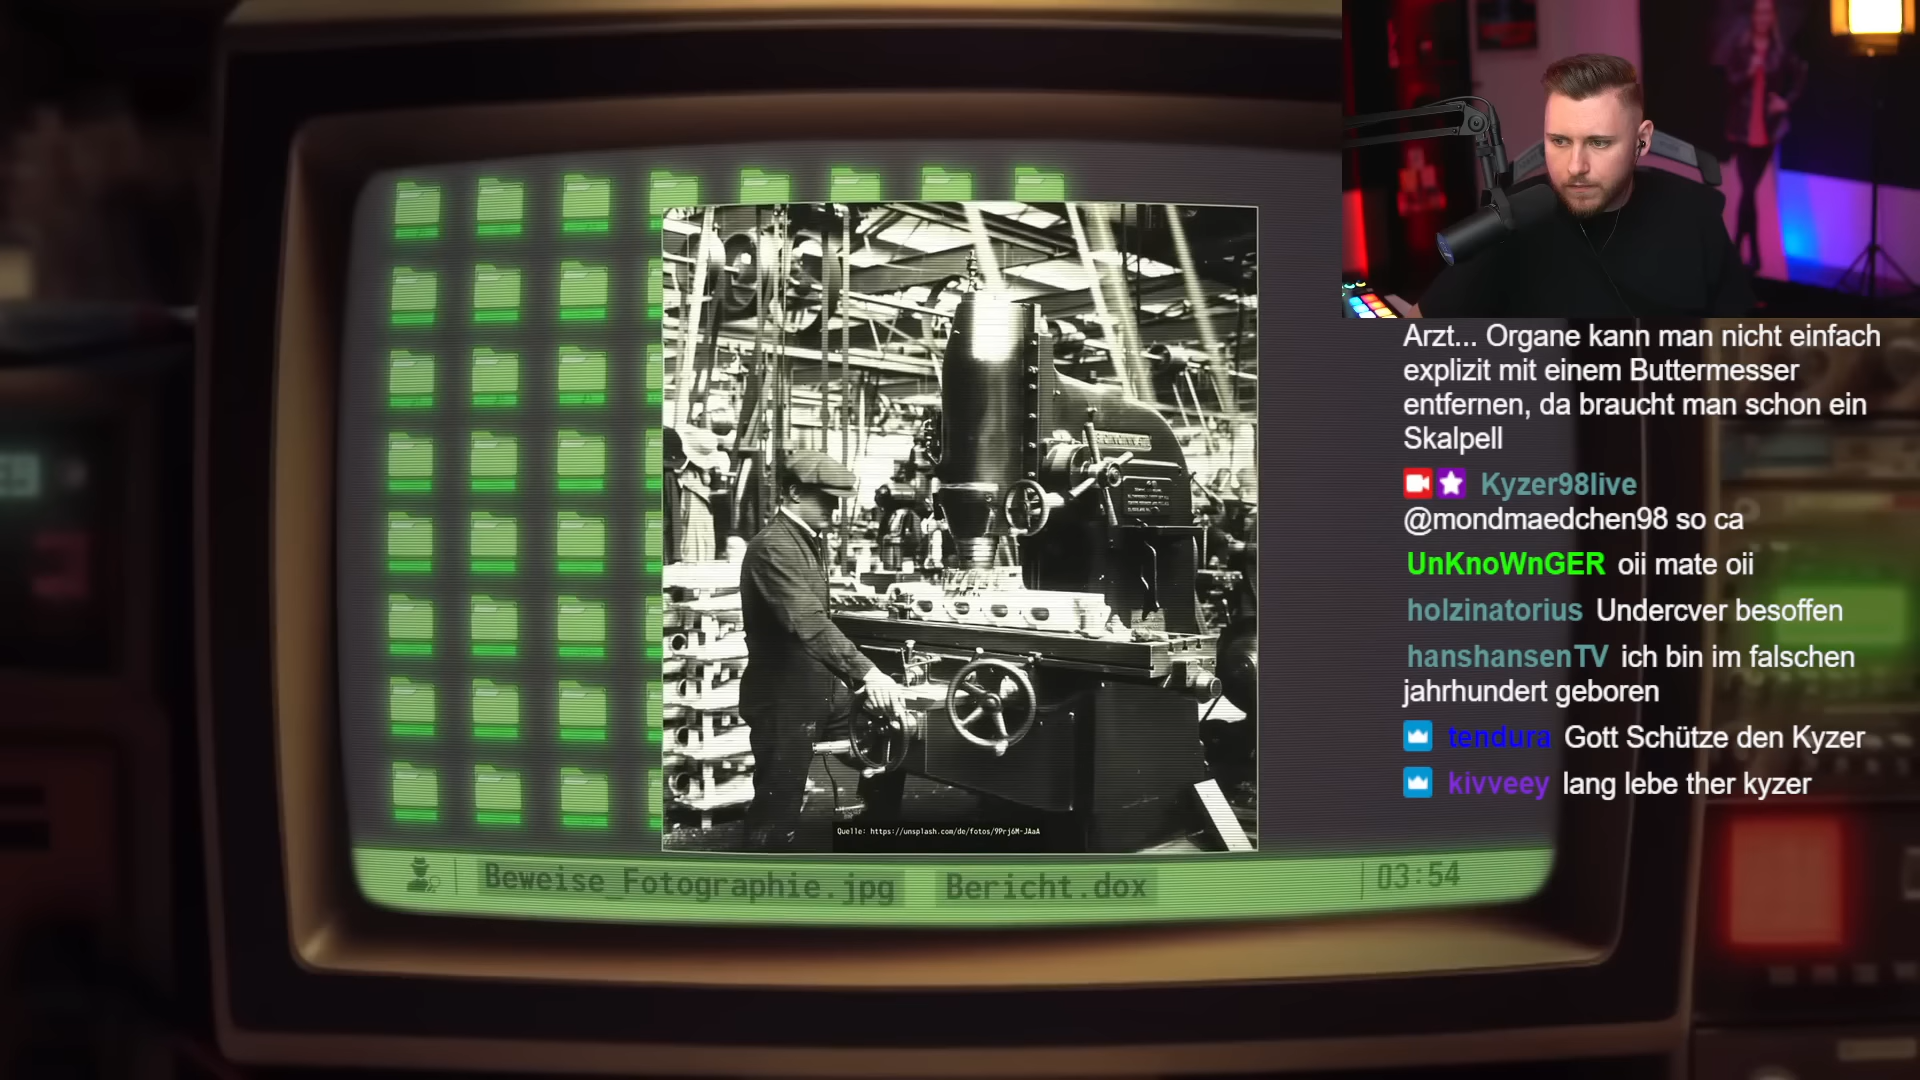 Arzt... Organe kann man nicht einfach
explizit mit einem Buttermesser
entfernen, da braucht man schon ein
Skalpell
Kyzer98live
@mondmaedchen98 so ca
UnKnoWnGER oii mate oii
holzinatorius Undercver besoffen
hanshansenTV ich bin im falschen
jahrhundert geboren
tendura Gott Schütze den Kyzer
kivveey lang lebe ther kyzer
Quelle: https://unsplash.com/de/fotos/9Prj6M-JAaA
Beweise_Fotographie.jpg Bericht.dox 03:54